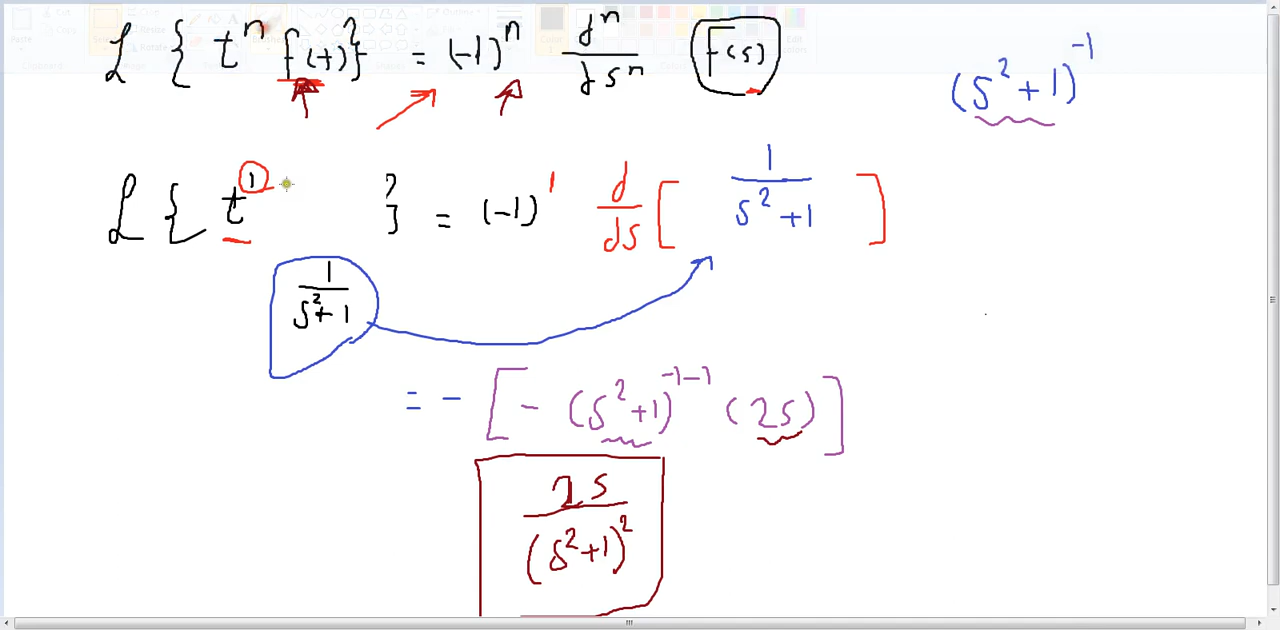 ℒ { tⁿ f(t)} = (-1)ⁿ dⁿ/dsⁿ F(s)
(s²+1)⁻¹
ℒ { t¹ } = (-1)¹ d/ds [ 1/(s²+1) ]
1/(s²+1)
= - [ - (s²+1)⁻¹⁻¹ (2s) ]
2s/(s²+1)²